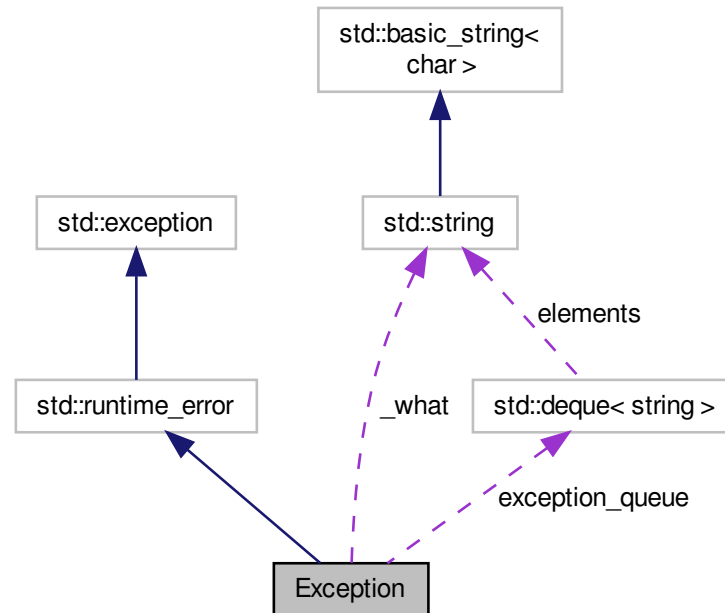 std::basic_string<
char >
std::exception
std::string
elements
std::runtime_error
_what
std::deque< string >
exception_queue
Exception